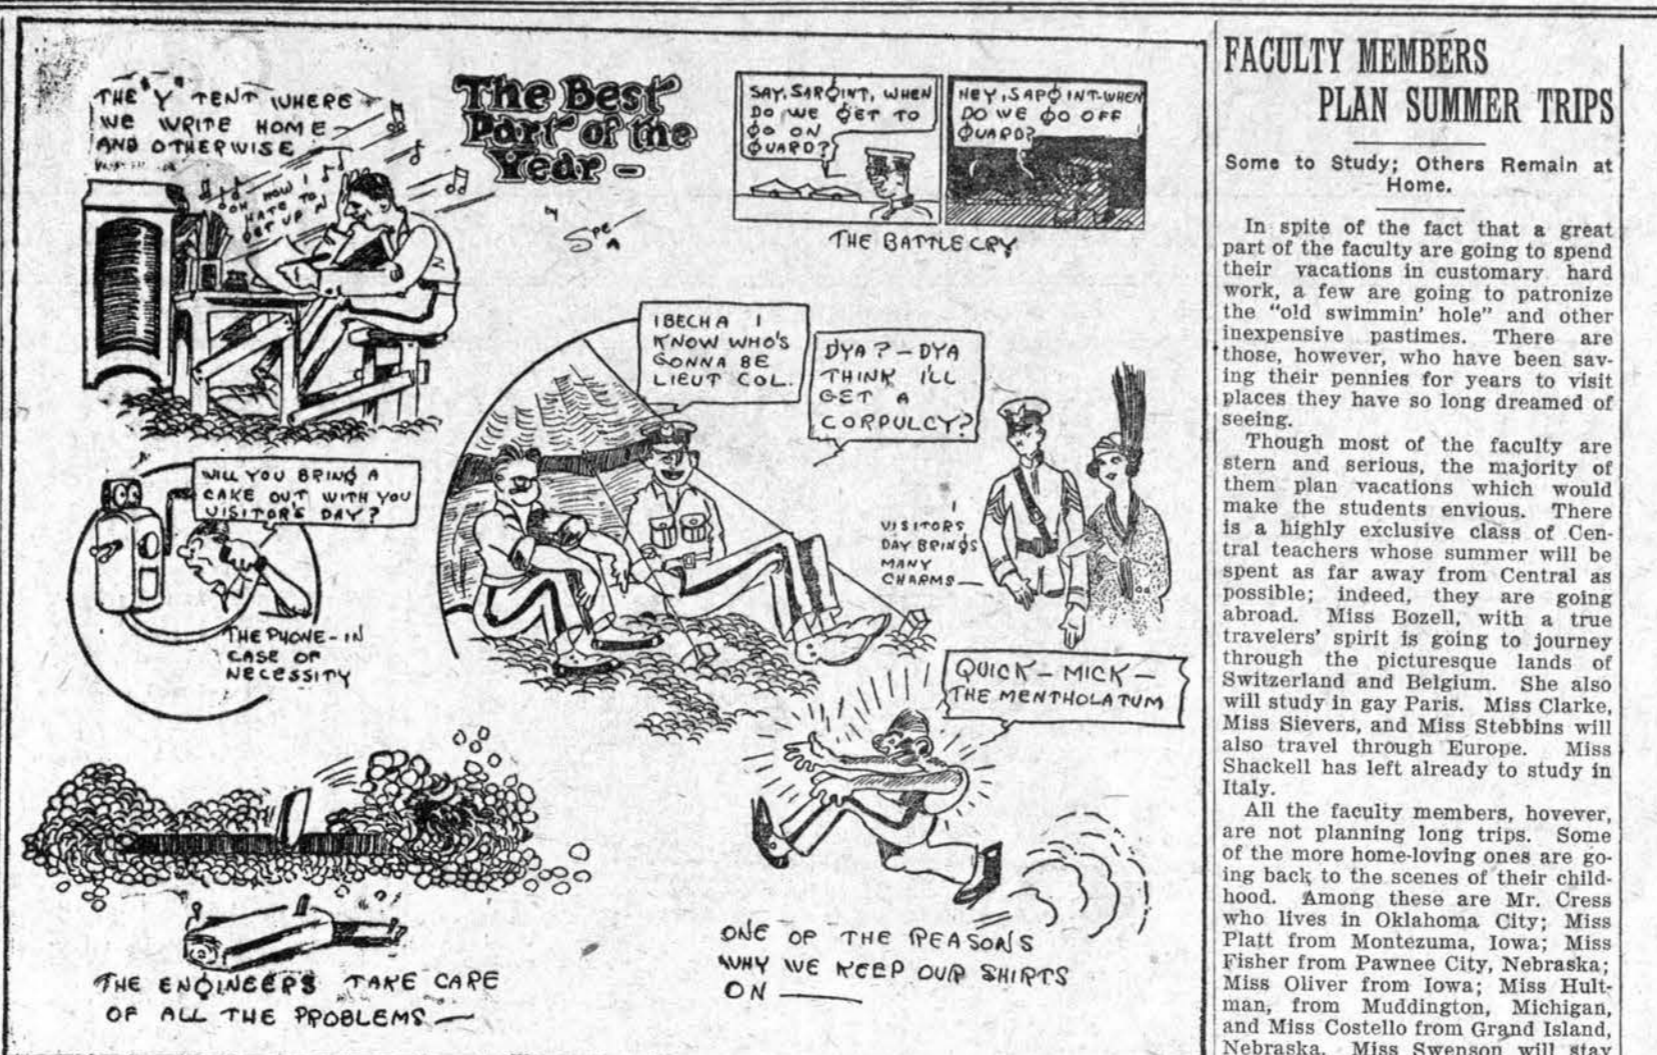 THE "Y" TENT WHERE
WE WRITE HOME
AND OTHERWISE
OH HOW I
HATE TO
GET UP
The Best
Part of the
Year -
SAY, SARGINT, WHEN
DO WE GET TO
GO ON
GUARD?
HEY, SARGINT-WHEN
DO WE GO OFF
GUARD?
THE BATTLE CRY
I BECHA I
KNOW WHO'S
GONNA BE
LIEUT COL.
DYA? - DYA
THINK I'LL
GET A
CORPULCY?
VISITORS
DAY BRINGS
MANY
CHARMS -
WILL YOU BRING A
CAKE OUT WITH YOU
VISITOR'S DAY?
THE PHONE - IN
CASE OF
NECESSITY
QUICK - MICK -
THE MENTHOLATUM
THE ENGINEERS TAKE CARE
OF ALL THE PROBLEMS -
ONE OF THE REASONS
WHY WE KEEP OUR SHIRTS
ON
FACULTY MEMBERS
PLAN SUMMER TRIPS
Some to Study; Others Remain at
Home.
In spite of the fact that a great
part of the faculty are going to spend
their vacations in customary hard
work, a few are going to patronize
the "old swimmin' hole" and other
inexpensive pastimes. There are
those, however, who have been sav-
ing their pennies for years to visit
places they have so long dreamed of
seeing.
Though most of the faculty are
stern and serious, the majority of
them plan vacations which would
make the students envious. There
is a highly exclusive class of Cen-
tral teachers whose summer will be
spent as far away from Central as
possible; indeed, they are going
abroad. Miss Bozell, with a true
travelers' spirit is going to journey
through the picturesque lands of
Switzerland and Belgium. She also
will study in gay Paris. Miss Clarke,
Miss Sievers, and Miss Stebbins will
also travel through Europe. Miss
Shackell has left already to study in
Italy.
All the faculty members, hovever,
are not planning long trips. Some
of the more home-loving ones are go-
ing back to the scenes of their child-
hood. Among these are Mr. Cress
who lives in Oklahoma City; Miss
Platt from Montezuma, Iowa; Miss
Fisher from Pawnee City, Nebraska;
Miss Oliver from Iowa; Miss Hult-
man, from Muddington, Michigan,
and Miss Costello from Grand Island,
Nebraska. Miss Swenson will stay